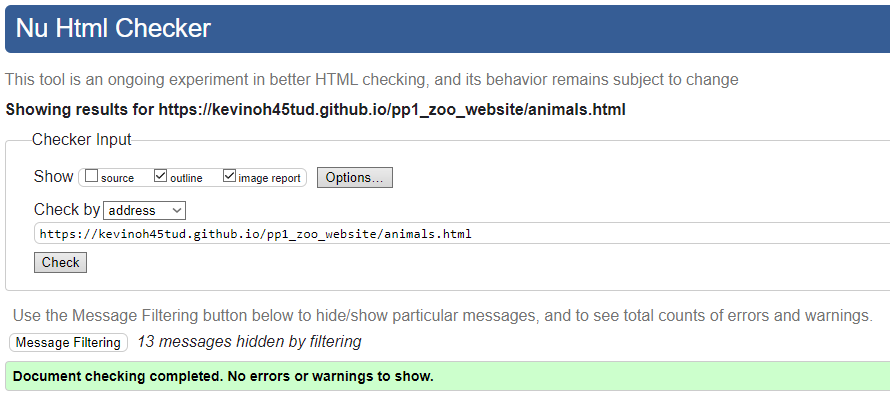 Nu Html Checker
This tool is an ongoing experiment in better HTML checking, and its behavior remains subject to change
Showing results for https://kevinoh45tud.github.io/pp1_zoo_website/animals.html
Checker Input
Show source outline image report Options...
Check by address
https://kevinoh45tud.github.io/pp1_zoo_website/animals.html
Check
Use the Message Filtering button below to hide/show particular messages, and to see total counts of errors and warnings.
Message Filtering 13 messages hidden by filtering
Document checking completed. No errors or warnings to show.